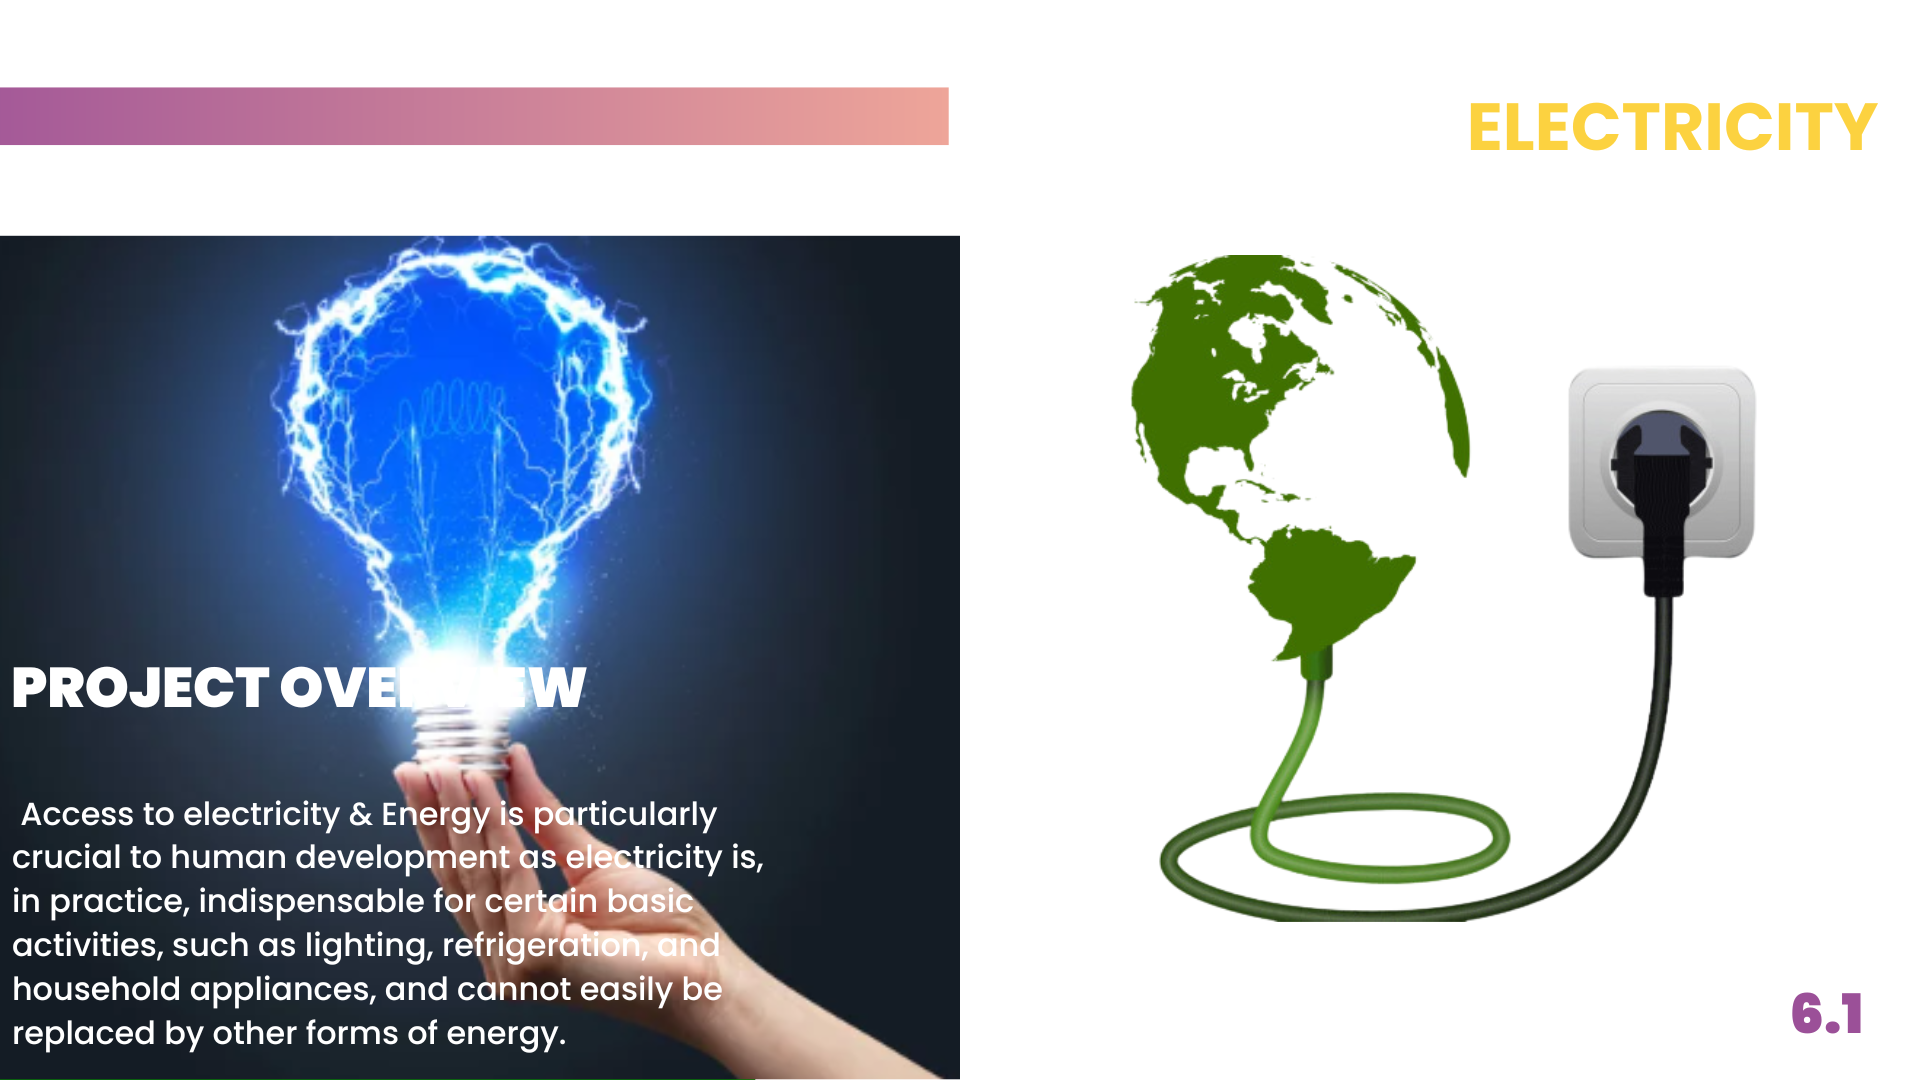 ELECTRICITY
PROJECT OVERVIEW
Access to electricity & Energy is particularly
crucial to human development as electricity is,
in practice, indispensable for certain basic
activities, such as lighting, refrigeration, and
household appliances, and cannot easily be
replaced by other forms of energy.
6.1